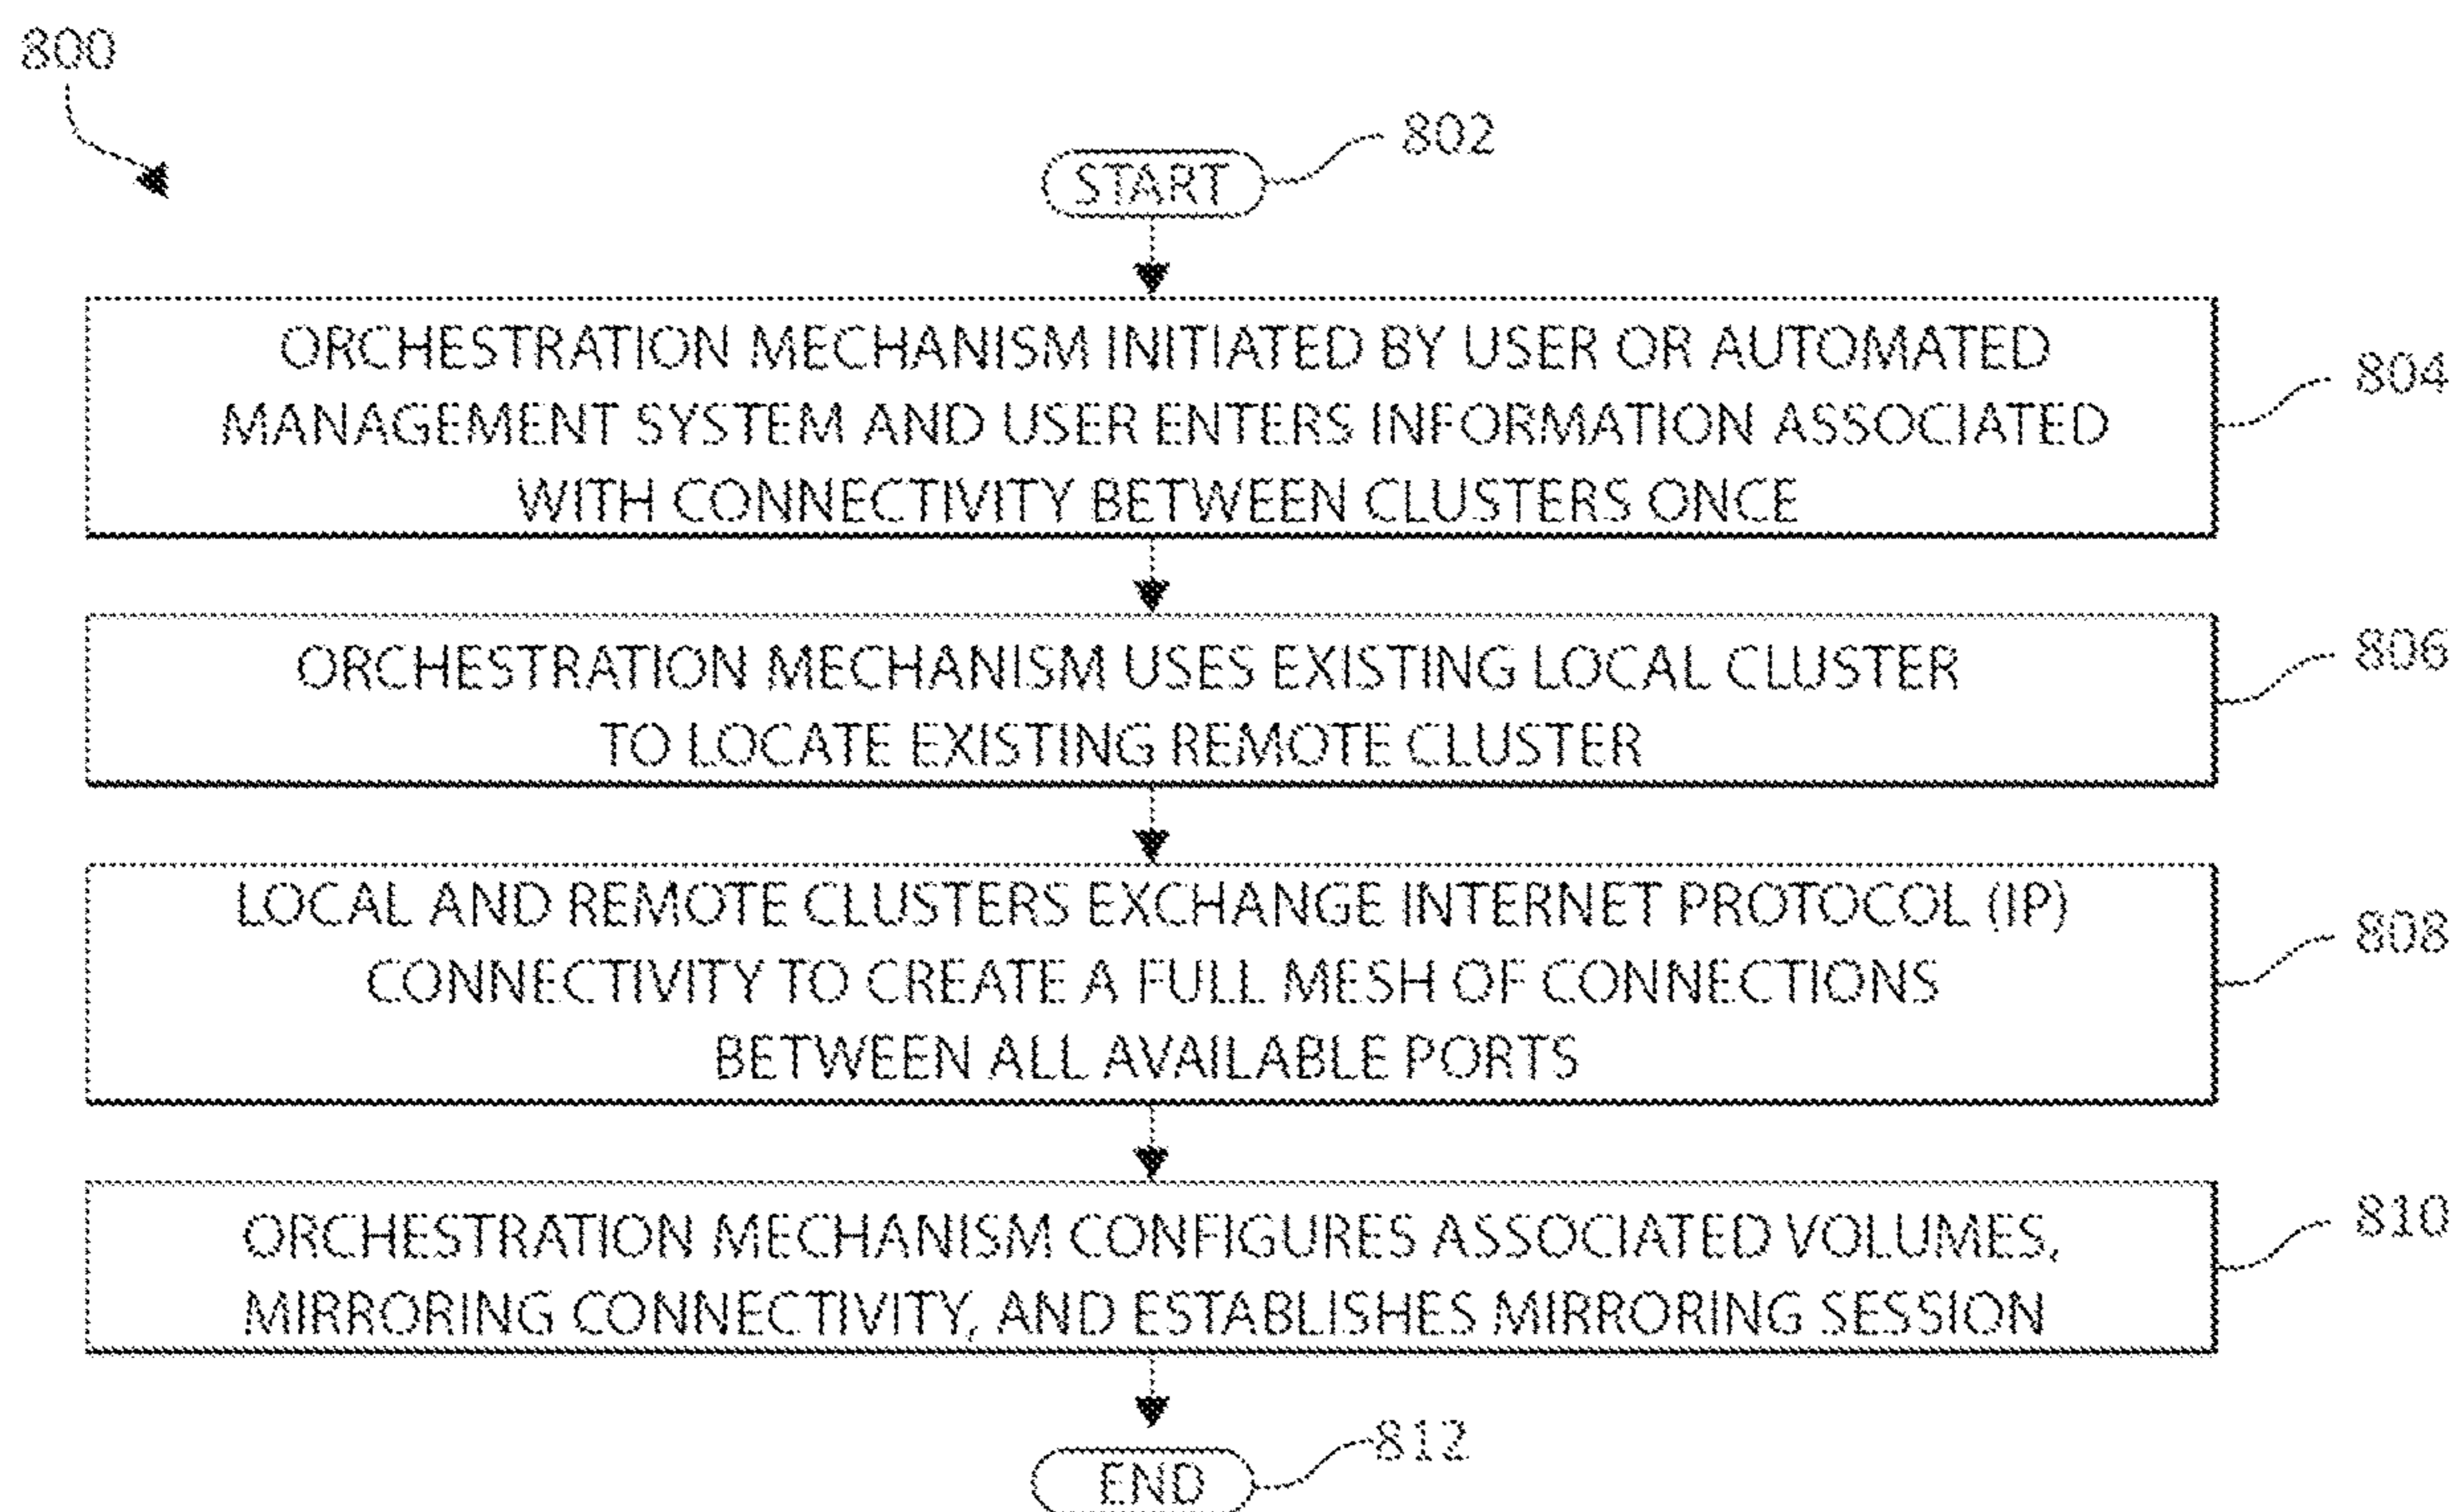 800
802
START
ORCHESTRATION MECHANISM INITIATED BY USER OR AUTOMATED
MANAGEMENT SYSTEM AND USER ENTERS INFORMATION ASSOCIATED
WITH CONNECTIVITY BETWEEN CLUSTERS ONCE
804
ORCHESTRATION MECHANISM USES EXISTING LOCAL CLUSTER
TO LOCATE EXISTING REMOTE CLUSTER
806
LOCAL AND REMOTE CLUSTERS EXCHANGE INTERNET PROTOCOL (IP)
CONNECTIVITY TO CREATE A FULL MESH OF CONNECTIONS
BETWEEN ALL AVAILABLE PORTS
808
ORCHESTRATION MECHANISM CONFIGURES ASSOCIATED VOLUMES,
MIRRORING CONNECTIVITY, AND ESTABLISHES MIRRORING SESSION
810
812
END